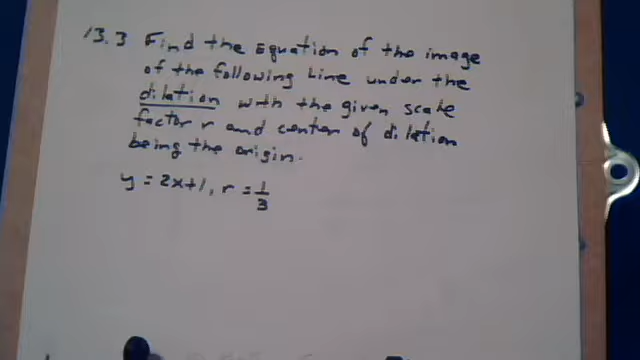 13.3 Find the Equation of the image
of the following Line under the
dilation with the given scale
factor r and center of dilation
being the origin.
y = 2x+1, r = 1/3